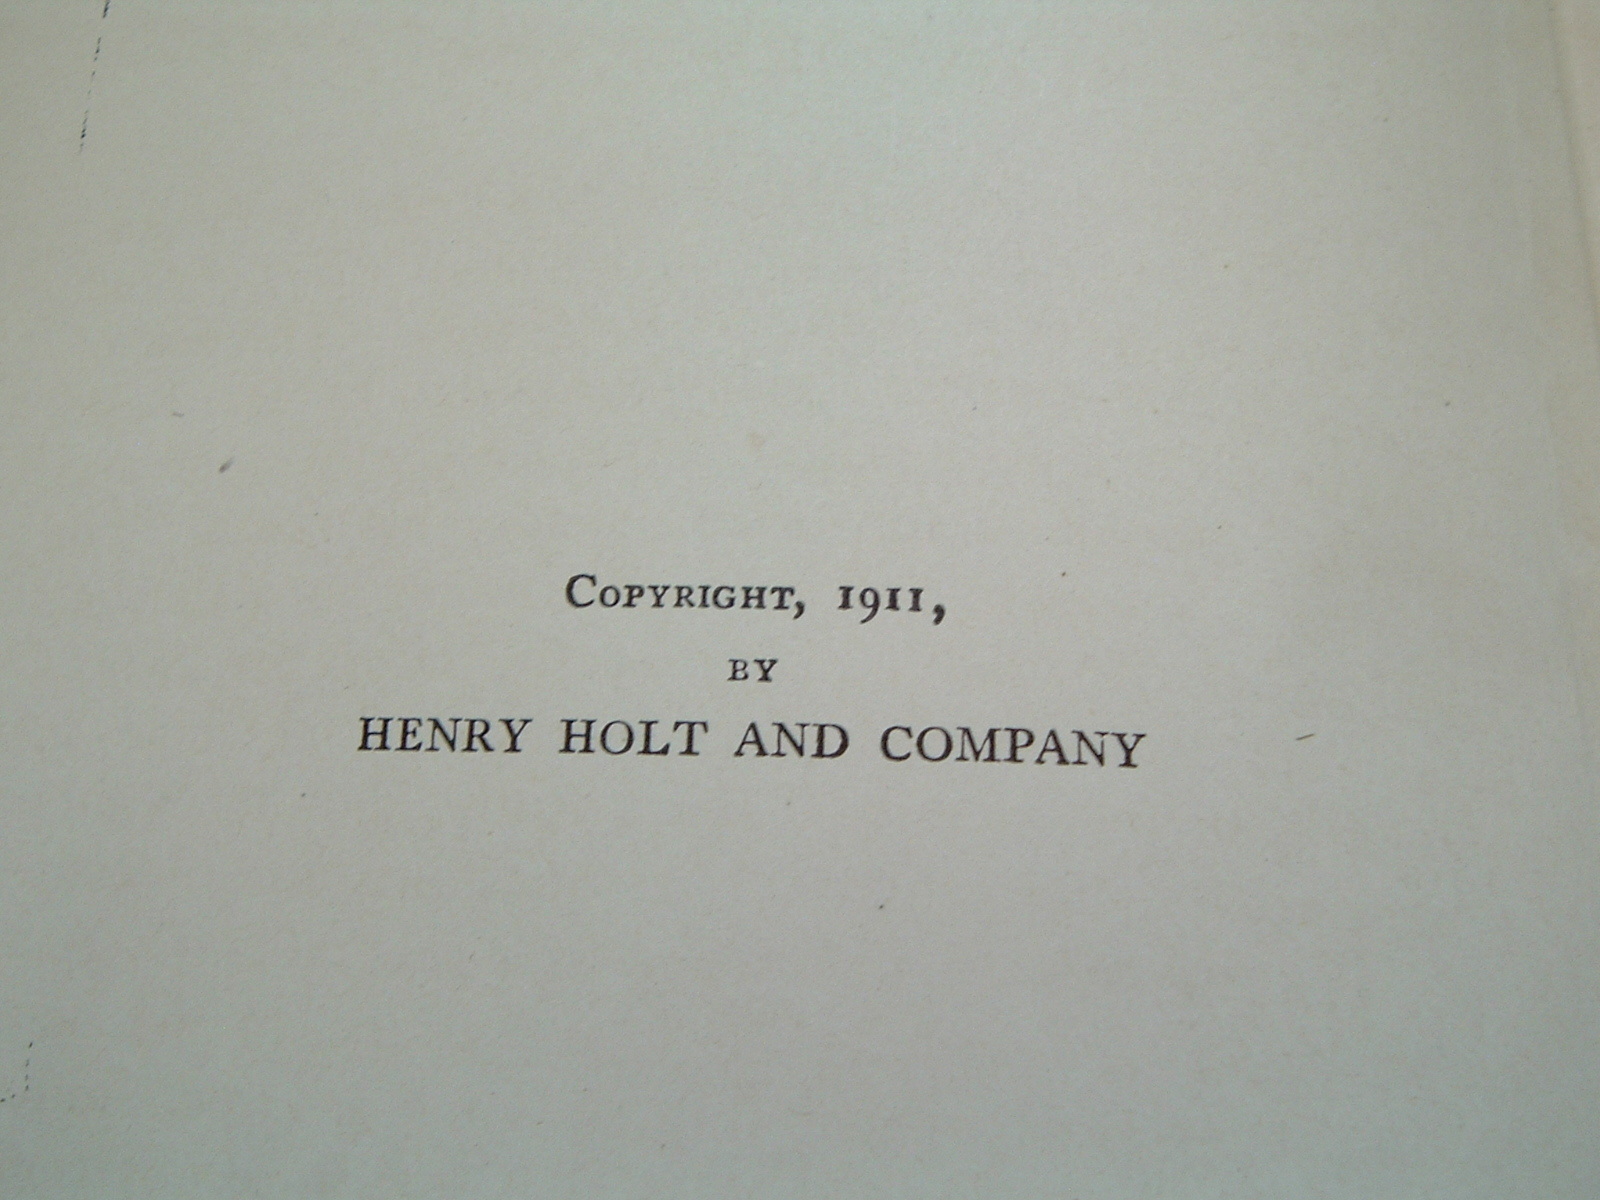 Copyright, 1911,
BY
HENRY HOLT AND COMPANY